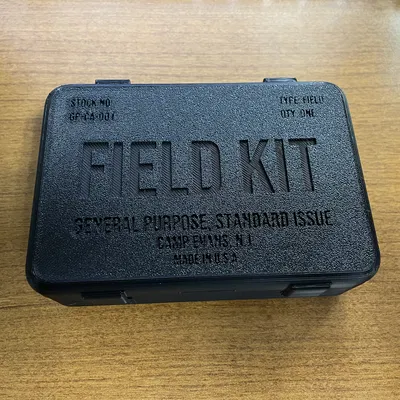 STOCK NO:
GP-CA-001
TYPE: FIELD
QTY: ONE
FIELD KIT
GENERAL PURPOSE, STANDARD ISSUE
CAMP EVANS, N.J.
MADE IN U.S.A